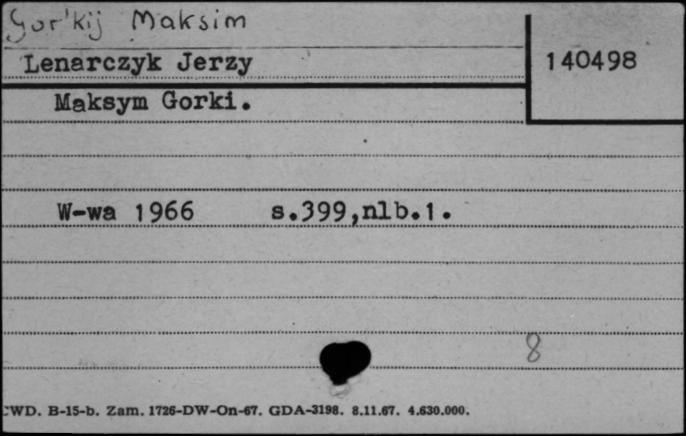 Gor'kij Maksim
Lenarczyk Jerzy
140498
Maksym Gorki.
W-wa 1966 s.399,nlb.1.
8
CWD. B-15-b. Zam. 1726-DW-On-67. GDA-3198. 8.11.67. 4.630.000.